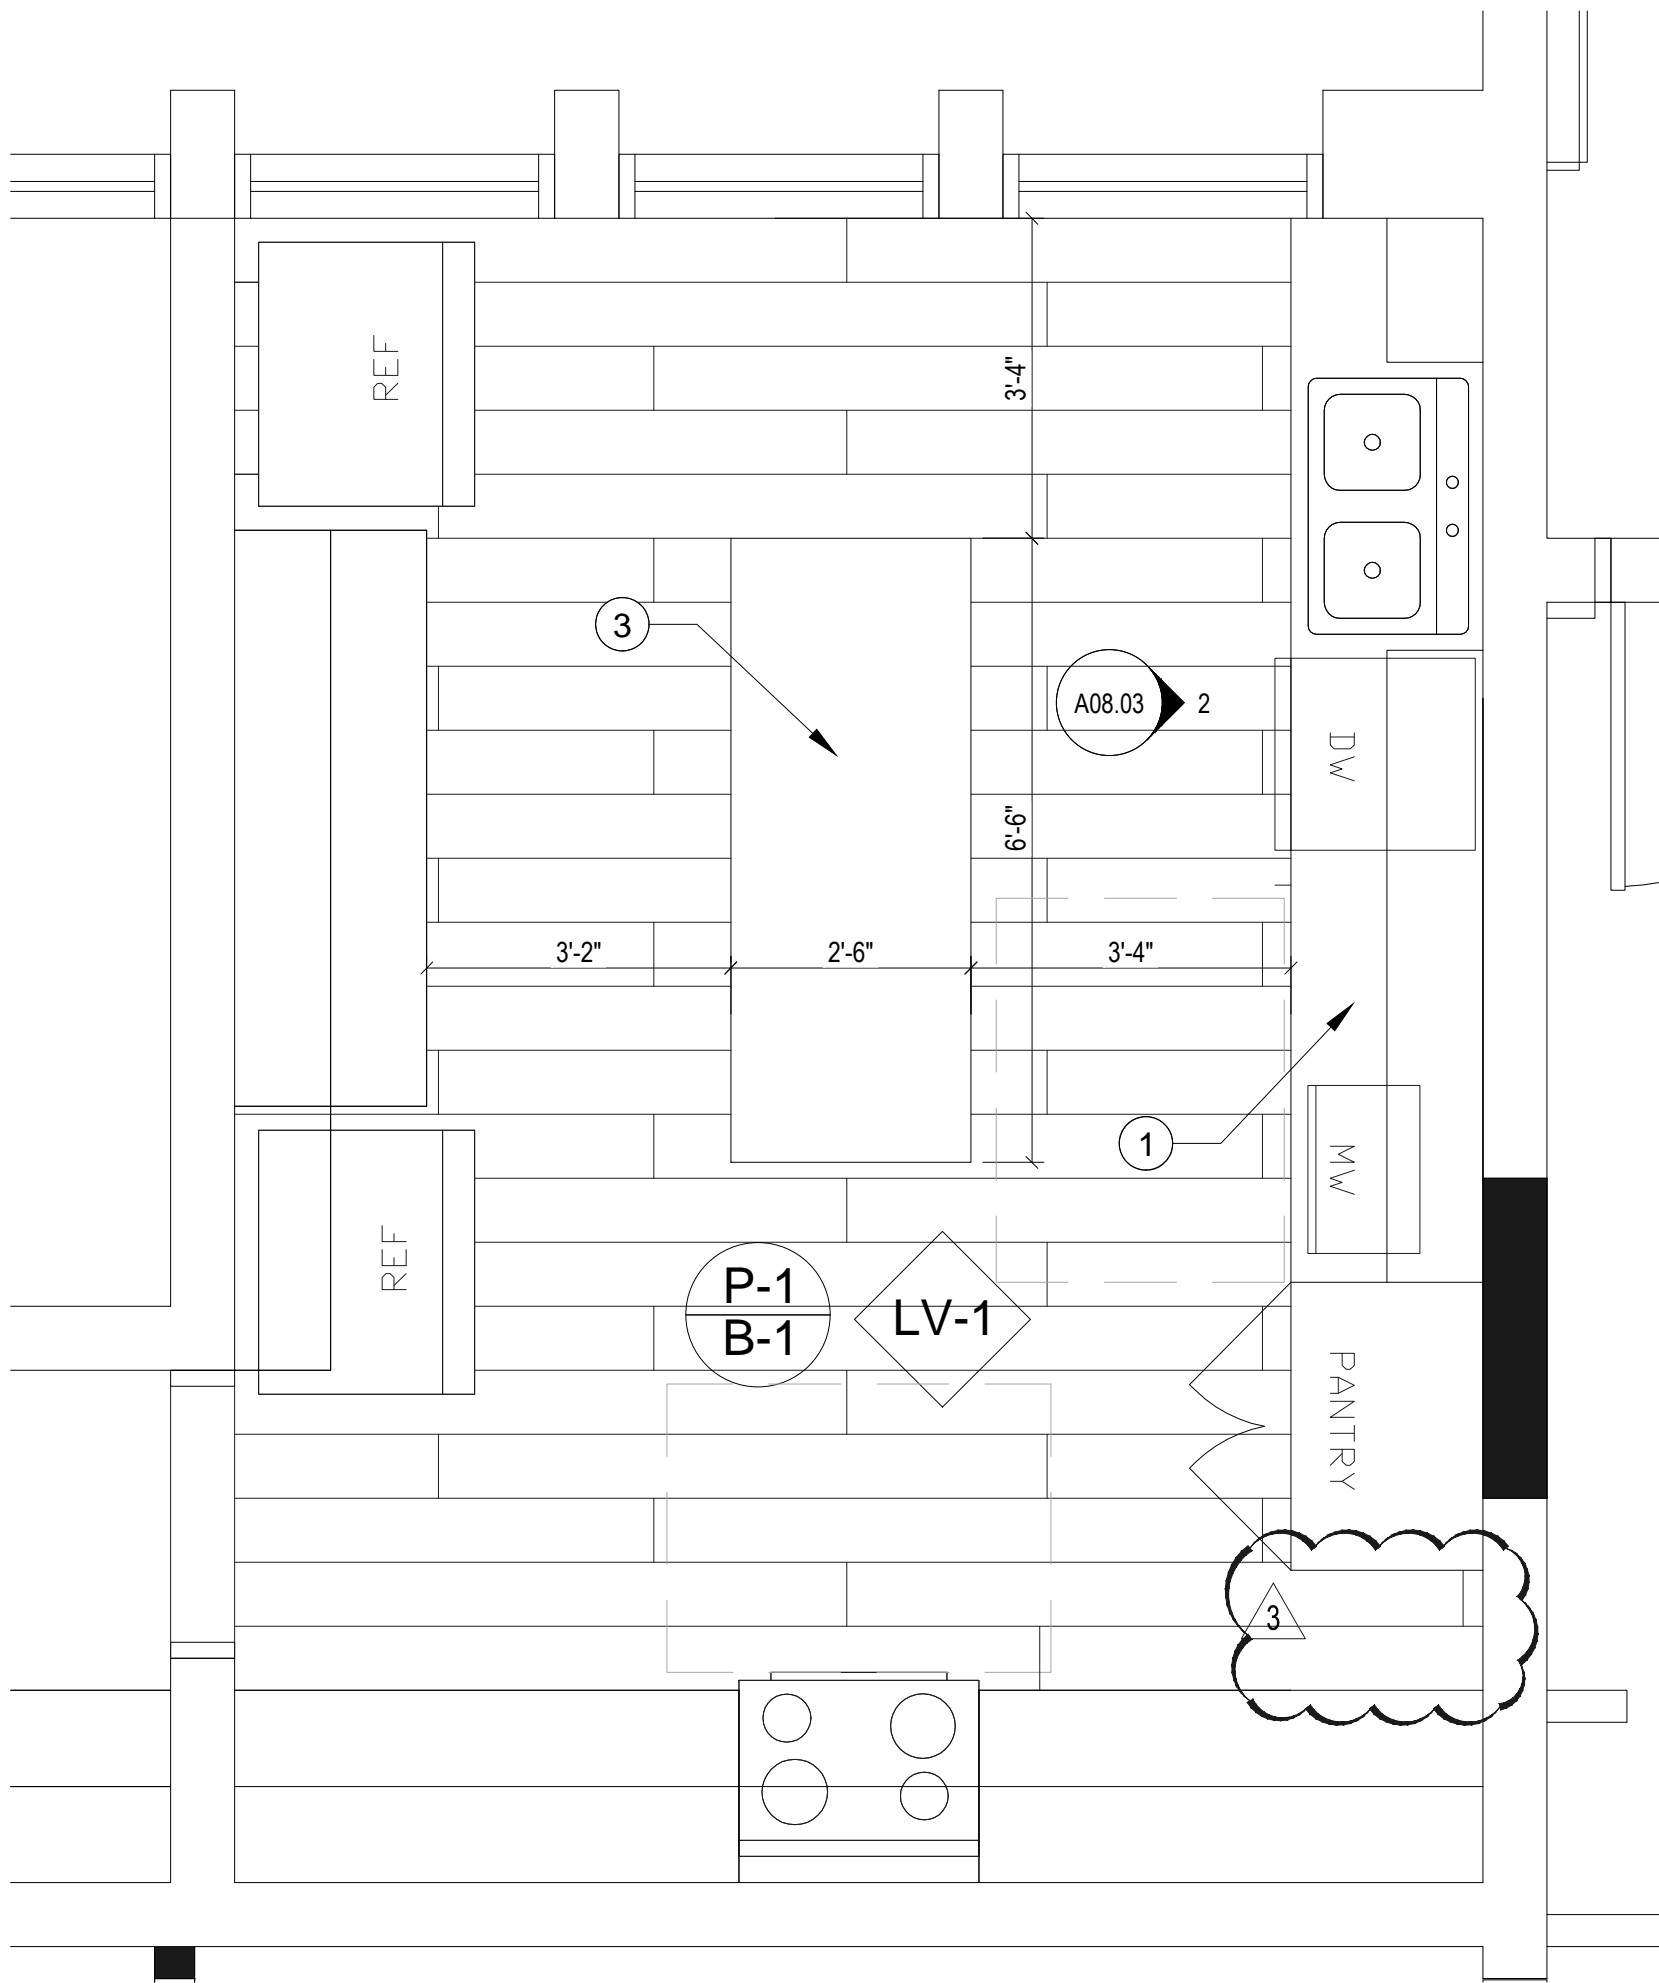 REF
3'-4"
3
A08.03
2
DW
6'-6"
3'-2"
2'-6"
3'-4"
1
MW
REF
P-1
B-1
LV-1
PANTRY
3